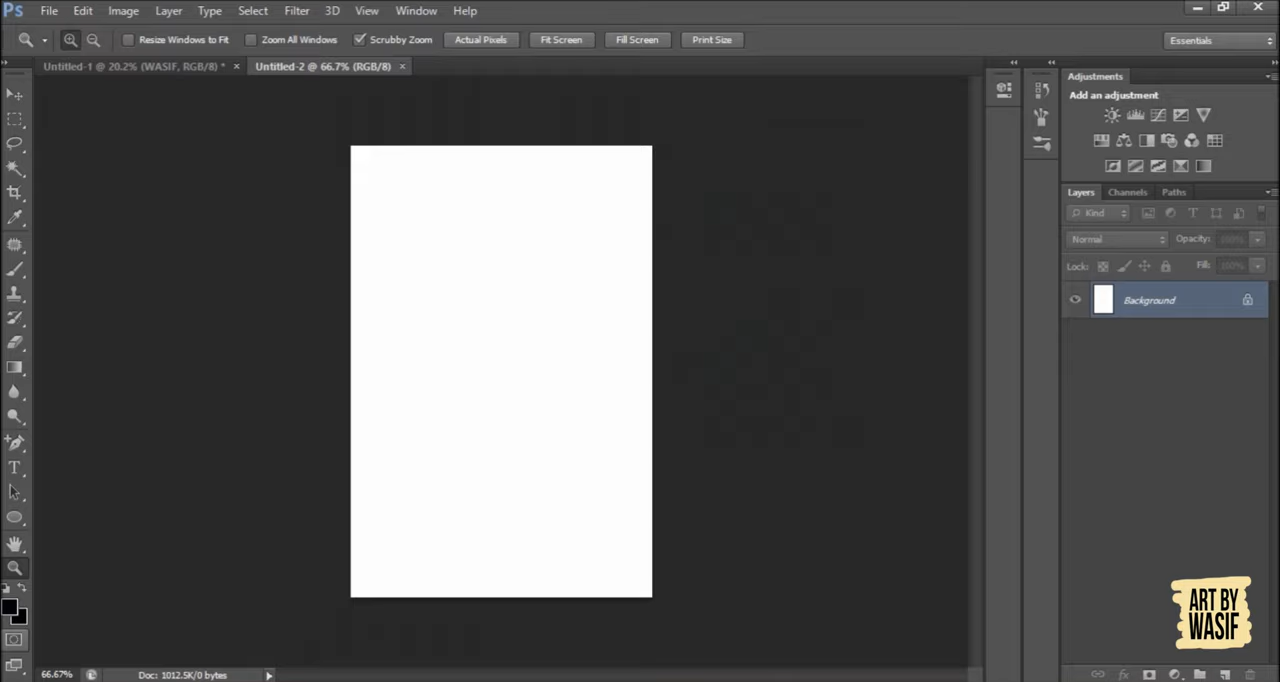 Ps File Edit Image Layer Type Select Filter 3D View Window Help
Resize Windows to Fit Zoom All Windows Scrubby Zoom Actual Pixels Fit Screen Fill Screen Print Size Essentials
Untitled-1 @ 20.2% (WASIF, RGB/8) * × Untitled-2 @ 66.7% (RGB/8) ×
Adjustments
Add an adjustment
Layers Channels Paths
Kind
Normal Opacity: 100%
Lock: Fill: 100%
Background
ART BY
WASIF
66.67% Doc: 1012.5K/0 bytes